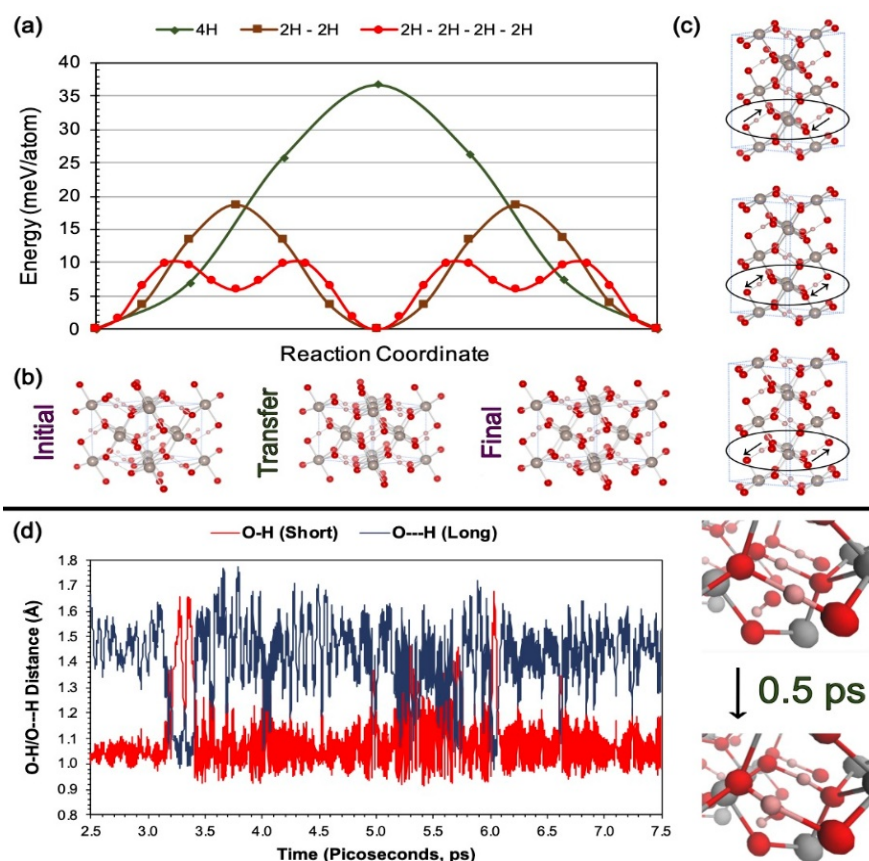 (a)
4H
2H - 2H
2H - 2H - 2H - 2H
(c)
40
35
30
25
20
15
10
5
0
Energy (meV/atom)
Reaction Coordinate
(b)
Initial
Transfer
Final
(d)
O-H (Short)
O---H (Long)
1.8
1.7
1.6
1.5
1.4
1.3
1.2
1.1
1.0
0.9
0.8
O-H/O---H Distance (Å)
2.5 3.0 3.5 4.0 4.5 5.0 5.5 6.0 6.5 7.0 7.5
Time (Picoseconds, ps)
0.5 ps